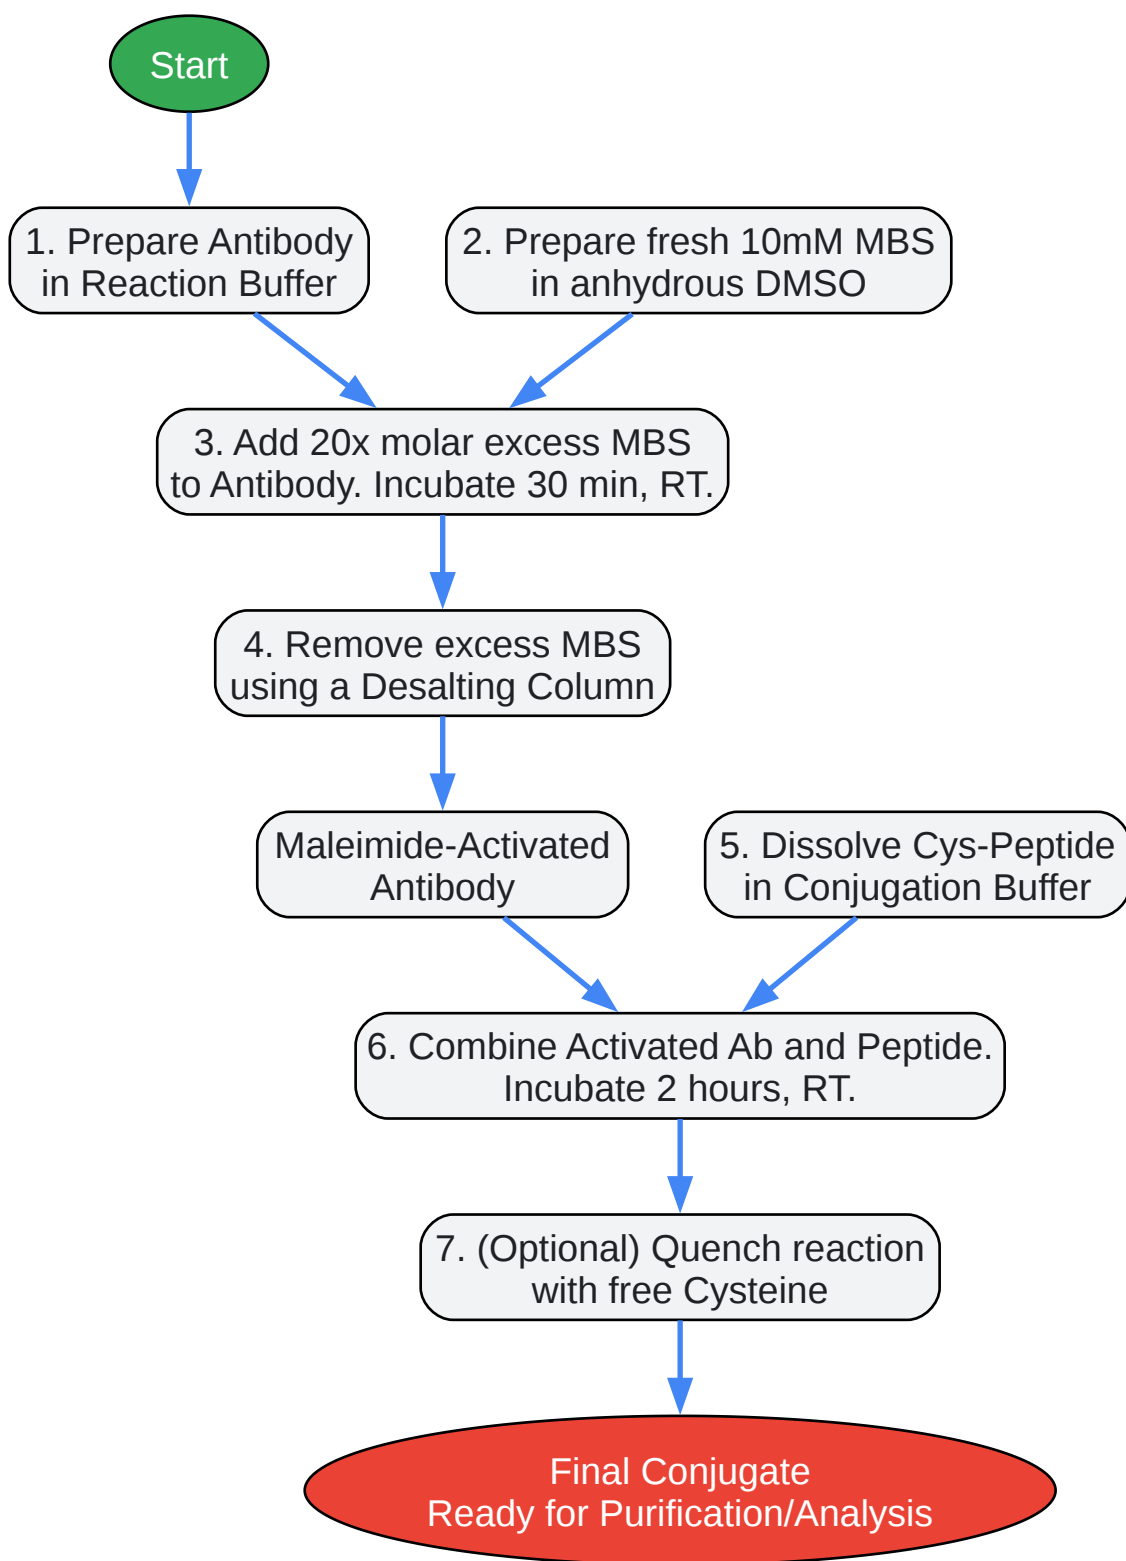 Start
1. Prepare Antibody
in Reaction Buffer
2. Prepare fresh 10mM MBS
in anhydrous DMSO
3. Add 20x molar excess MBS
to Antibody. Incubate 30 min, RT.
4. Remove excess MBS
using a Desalting Column
Maleimide-Activated
Antibody
5. Dissolve Cys-Peptide
in Conjugation Buffer
6. Combine Activated Ab and Peptide.
Incubate 2 hours, RT.
7. (Optional) Quench reaction
with free Cysteine
Final Conjugate
Ready for Purification/Analysis